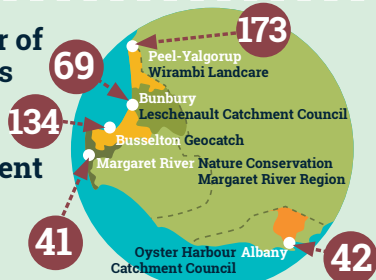 r of
s
ent
173
Peel-Yalgorup
Wirambi Landcare
69
Bunbury
Leschenault Catchment Council
134
Busselton Geocatch
Margaret River Nature Conservation
Margaret River Region
41
Oyster Harbour Albany
Catchment Council
42